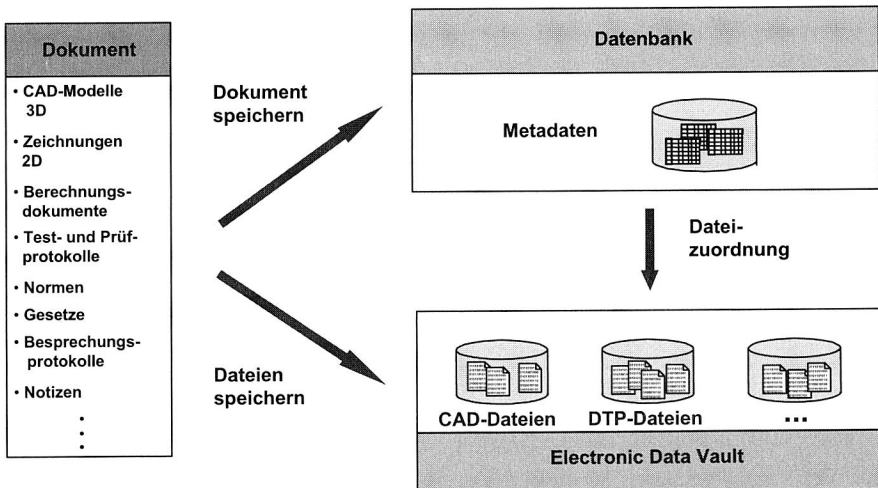 Dokument
• CAD-Modelle
3D
• Zeichnungen
2D
• Berechnungs-
dokumente
• Test- und Prüf-
protokolle
• Normen
• Gesetze
• Besprechungs-
protokolle
• Notizen
•
•
•
Dokument
speichern
Dateien
speichern
Datenbank
Metadaten
Datei-
zuordnung
CAD-Dateien
DTP-Dateien
...
Electronic Data Vault